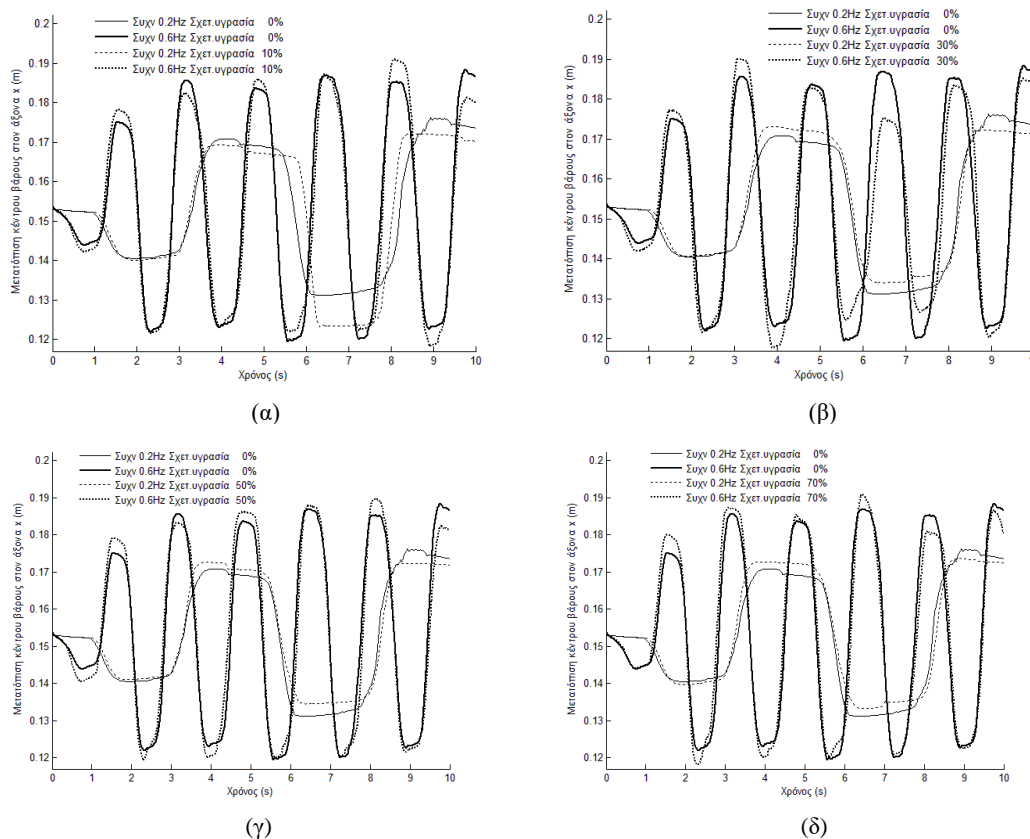 Συχν 0.2Hz Σχετ.υγρασία 0%
Συχν 0.6Hz Σχετ.υγρασία 0%
Συχν 0.2Hz Σχετ.υγρασία 10%
Συχν 0.6Hz Σχετ.υγρασία 10%
Μετατόπιση κέντρου βάρους στον άξονα x (m)
0.2
0.19
0.18
0.17
0.16
0.15
0.14
0.13
0.12
0 1 2 3 4 5 6 7 8 9 10
Χρόνος (s)
(α)
Συχν 0.2Hz Σχετ.υγρασία 0%
Συχν 0.6Hz Σχετ.υγρασία 0%
Συχν 0.2Hz Σχετ.υγρασία 30%
Συχν 0.6Hz Σχετ.υγρασία 30%
Μετατόπιση κέντρου βάρους στον άξονα x (m)
0.2
0.19
0.18
0.17
0.16
0.15
0.14
0.13
0.12
0 1 2 3 4 5 6 7 8 9
Χρόνος (s)
(β)
Συχν 0.2Hz Σχετ.υγρασία 0%
Συχν 0.6Hz Σχετ.υγρασία 0%
Συχν 0.2Hz Σχετ.υγρασία 50%
Συχν 0.6Hz Σχετ.υγρασία 50%
Μετατόπιση κέντρου βάρους στον άξονα x (m)
0.2
0.19
0.18
0.17
0.16
0.15
0.14
0.13
0.12
0 1 2 3 4 5 6 7 8 9 10
Χρόνος (s)
(γ)
Συχν 0.2Hz Σχετ.υγρασία 0%
Συχν 0.6Hz Σχετ.υγρασία 0%
Συχν 0.2Hz Σχετ.υγρασία 70%
Συχν 0.6Hz Σχετ.υγρασία 70%
Μετατόπιση κέντρου βάρους στον άξονα x (m)
0.2
0.19
0.18
0.17
0.16
0.15
0.14
0.13
0.12
0 1 2 3 4 5 6 7 8 9 10
Χρόνος (s)
(δ)